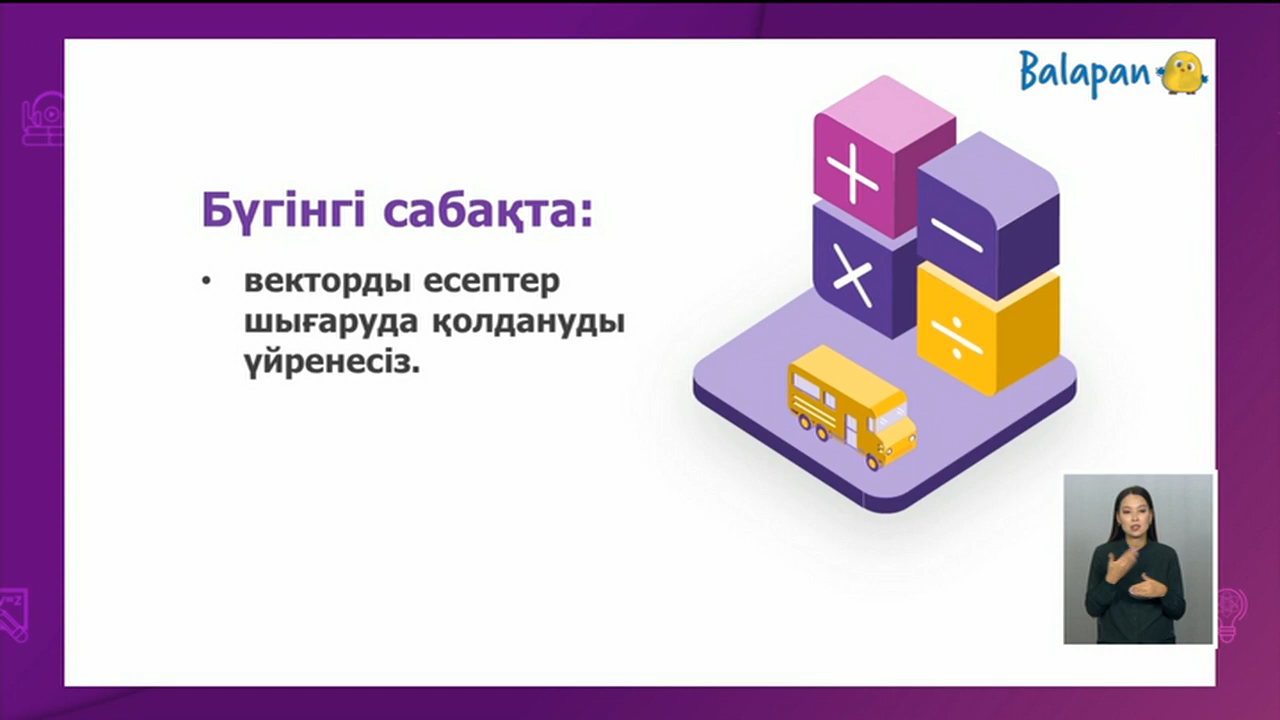 Balapan
Бүгінгі сабақта:
• векторды есептер
шығаруда қолдануды
үйренесіз.